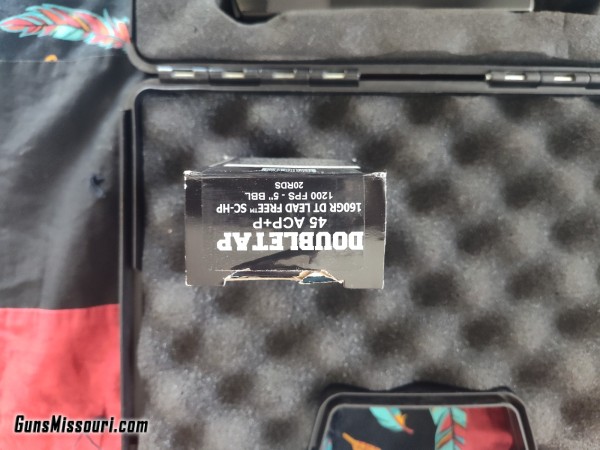 DOUBLETAP
45 ACP+P
160GR DT LEAD FREE™ SC-HP
1200 FPS - 5" BBL
20RDS
GunsMissouri.com